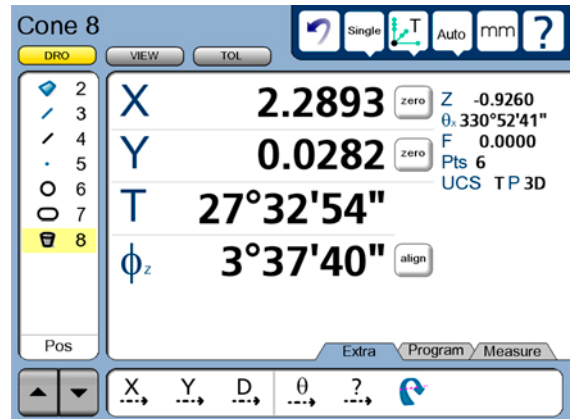 Cone 8
Single T Auto mm ?
DRO VIEW TOL
2
3
4
5
6
7
8
Pos
X 2.2893 zero
Y 0.0282 zero
T 27°32'54"
ϕz 3°37'40" align
Z -0.9260
θx 330°52'41"
F 0.0000
Pts 6
UCS T P 3D
Extra Program Measure
X Y D θ ?